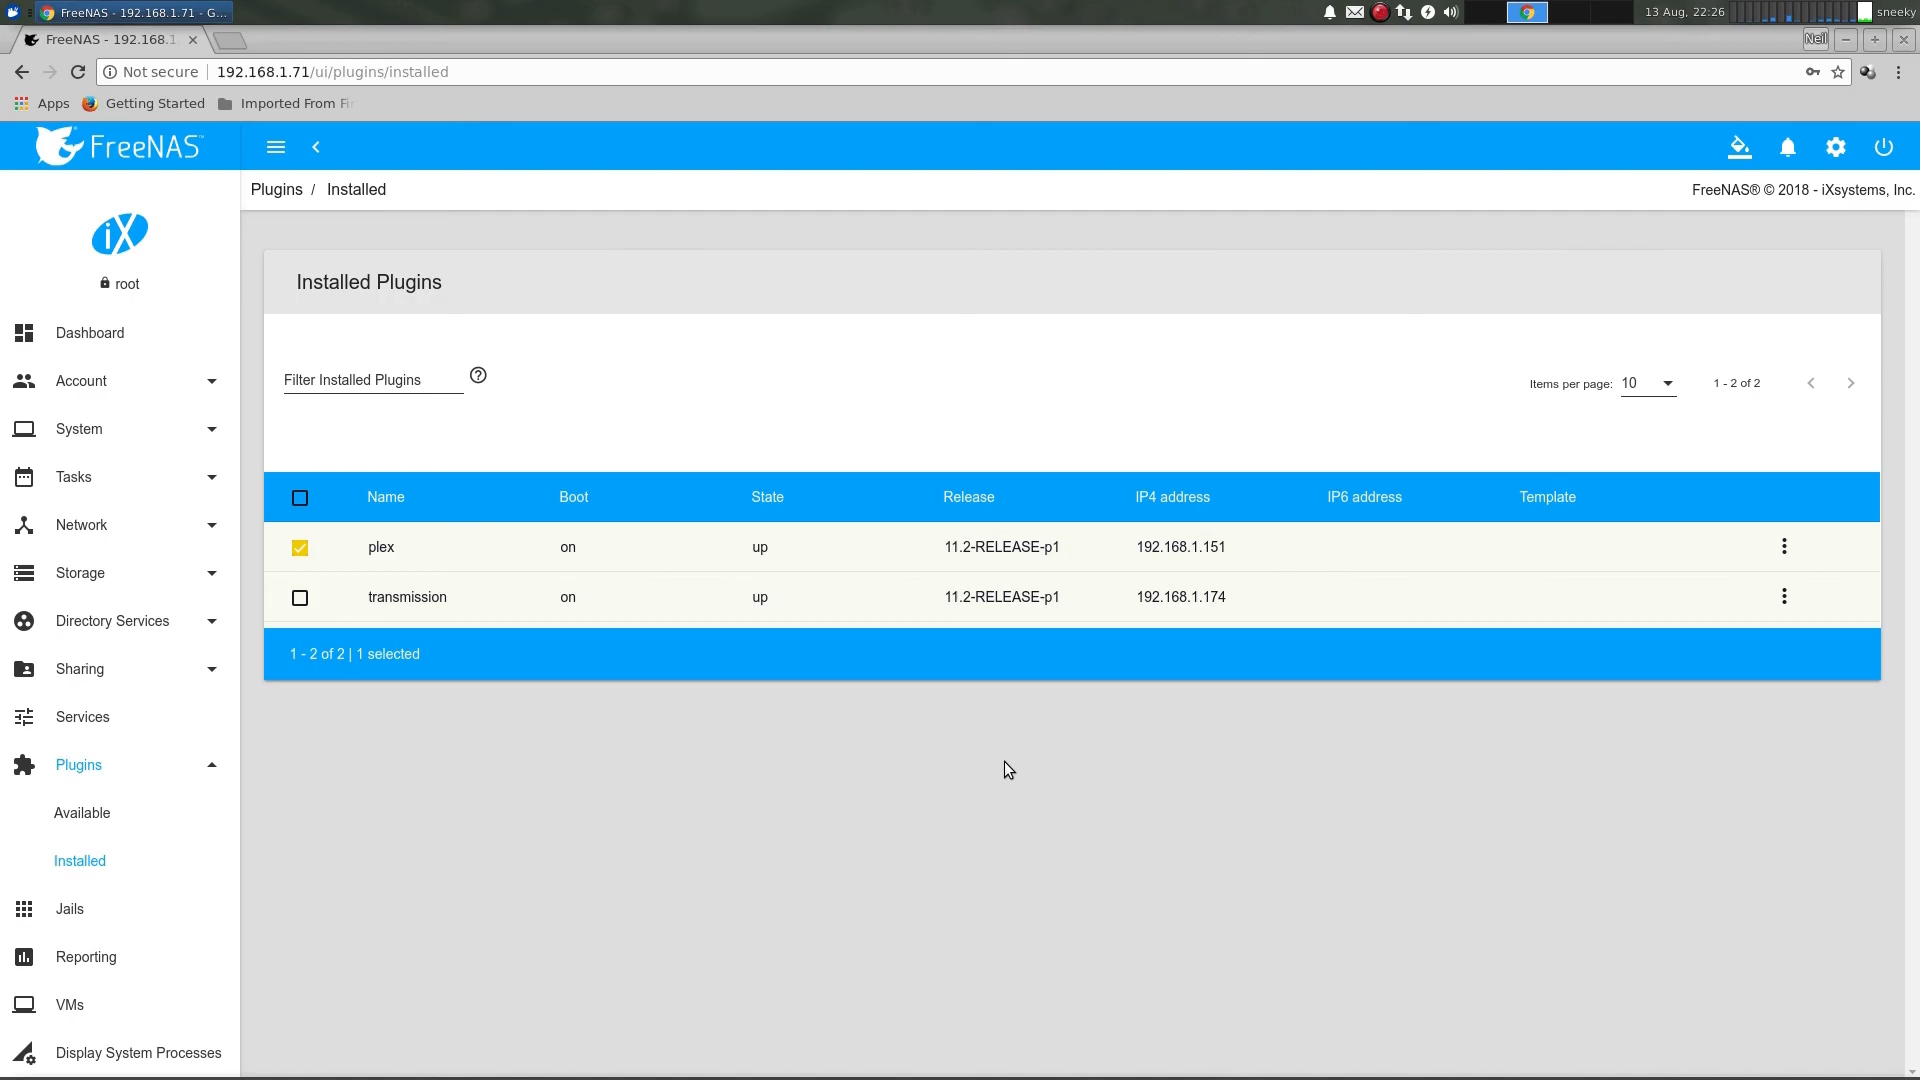 FreeNAS - 192.168.1.71 - G...
13 Aug, 22:26
sneeky
FreeNAS - 192.168.1
Neil
Not secure
192.168.1.71/ui/plugins/installed
Apps
Getting Started
Imported From Fir
FreeNAS™
Plugins / Installed
FreeNAS® © 2018 - iXsystems, Inc.
iX
root
Dashboard
Account
System
Tasks
Network
Storage
Directory Services
Sharing
Services
Plugins
Available
Installed
Jails
Reporting
VMs
Display System Processes
Installed Plugins
Filter Installed Plugins
Items per page: 10
1 - 2 of 2
Name Boot State Release IP4 address IP6 address Template
plex on up 11.2-RELEASE-p1 192.168.1.151
transmission on up 11.2-RELEASE-p1 192.168.1.174
1 - 2 of 2 | 1 selected